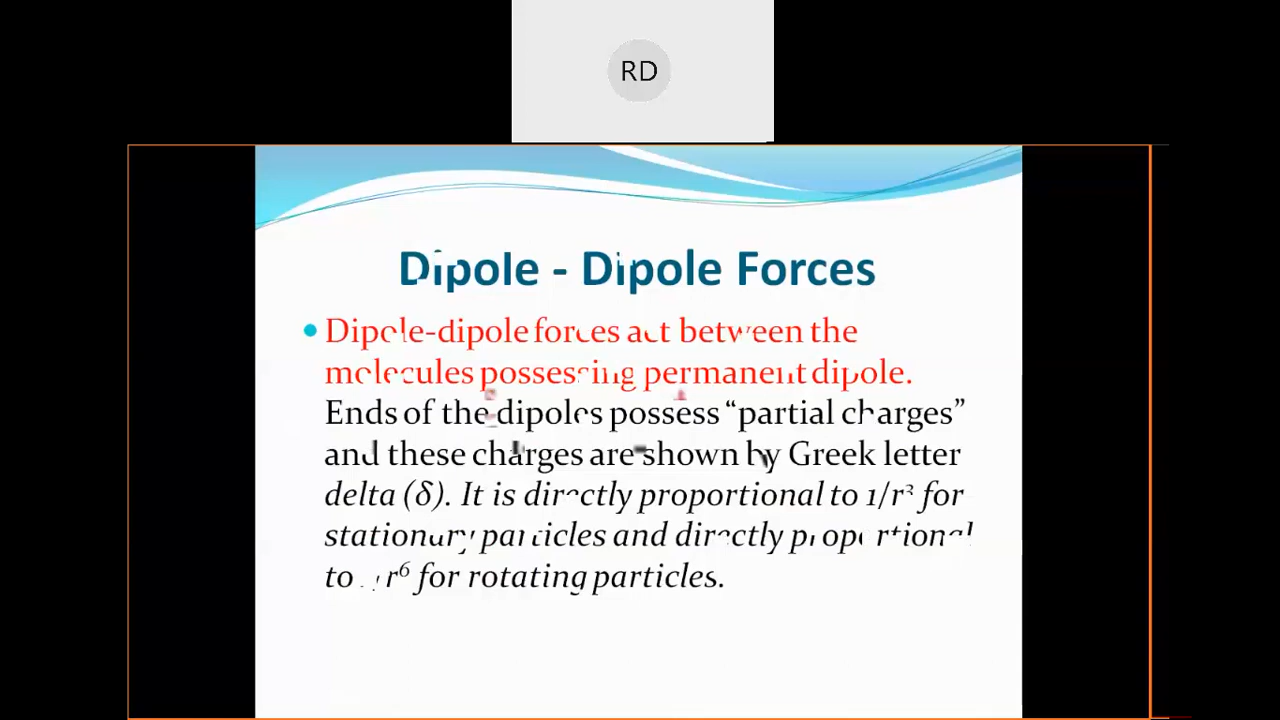 RD
Dipole - Dipole Forces
Dipole-dipole forces act between the
molecules possessing permanent dipole.
Ends of the dipoles possess “partial charges”
and these charges are shown by Greek letter
delta (δ). It is directly proportional to 1/r³ for
stationary particles and directly proportional
to /r⁶ for rotating particles.